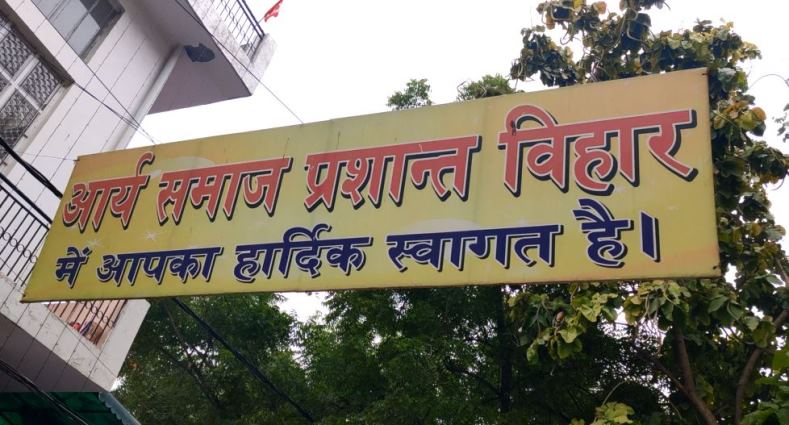 आर्य समाज प्रशान्त विहार
में आपका हार्दिक स्वागत है।